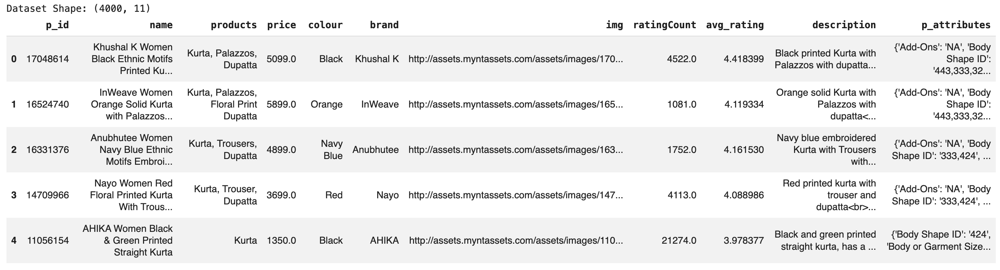 Dataset Shape: (4000, 11)
p_id name products price colour brand img ratingCount avg_rating description p_attributes
0 17048614 Khushal K Women Black Ethnic Motifs Printed Ku... Kurta, Palazzos, Dupatta 5099.0 Black Khushal K http://assets.myntassets.com/assets/images/170... 4522.0 4.418399 Black printed Kurta with Palazzos with dupatta... {'Add-Ons': 'NA', 'Body Shape ID': '443,333,32...
1 16524740 InWeave Women Orange Solid Kurta with Palazzos... Kurta, Palazzos, Floral Print Dupatta 5899.0 Orange InWeave http://assets.myntassets.com/assets/images/165... 1081.0 4.119334 Orange solid Kurta with Palazzos with dupatta<... {'Add-Ons': 'NA', 'Body Shape ID': '443,333,32...
2 16331376 Anubhutee Women Navy Blue Ethnic Motifs Embroi... Kurta, Trousers, Dupatta 4899.0 Navy Blue Anubhutee http://assets.myntassets.com/assets/images/163... 1752.0 4.161530 Navy blue embroidered Kurta with Trousers with... {'Add-Ons': 'NA', 'Body Shape ID': '333,424', ...
3 14709966 Nayo Women Red Floral Printed Kurta With Trous... Kurta, Trouser, Dupatta 3699.0 Red Nayo http://assets.myntassets.com/assets/images/147... 4113.0 4.088986 Red printed kurta with trouser and dupatta<br>... {'Add-Ons': 'NA', 'Body Shape ID': '333,424', ...
4 11056154 AHIKA Women Black & Green Printed Straight Kurta Kurta 1350.0 Black AHIKA http://assets.myntassets.com/assets/images/110... 21274.0 3.978377 Black and green printed straight kurta, has a ... {'Body Shape ID': '424', 'Body or Garment Size...